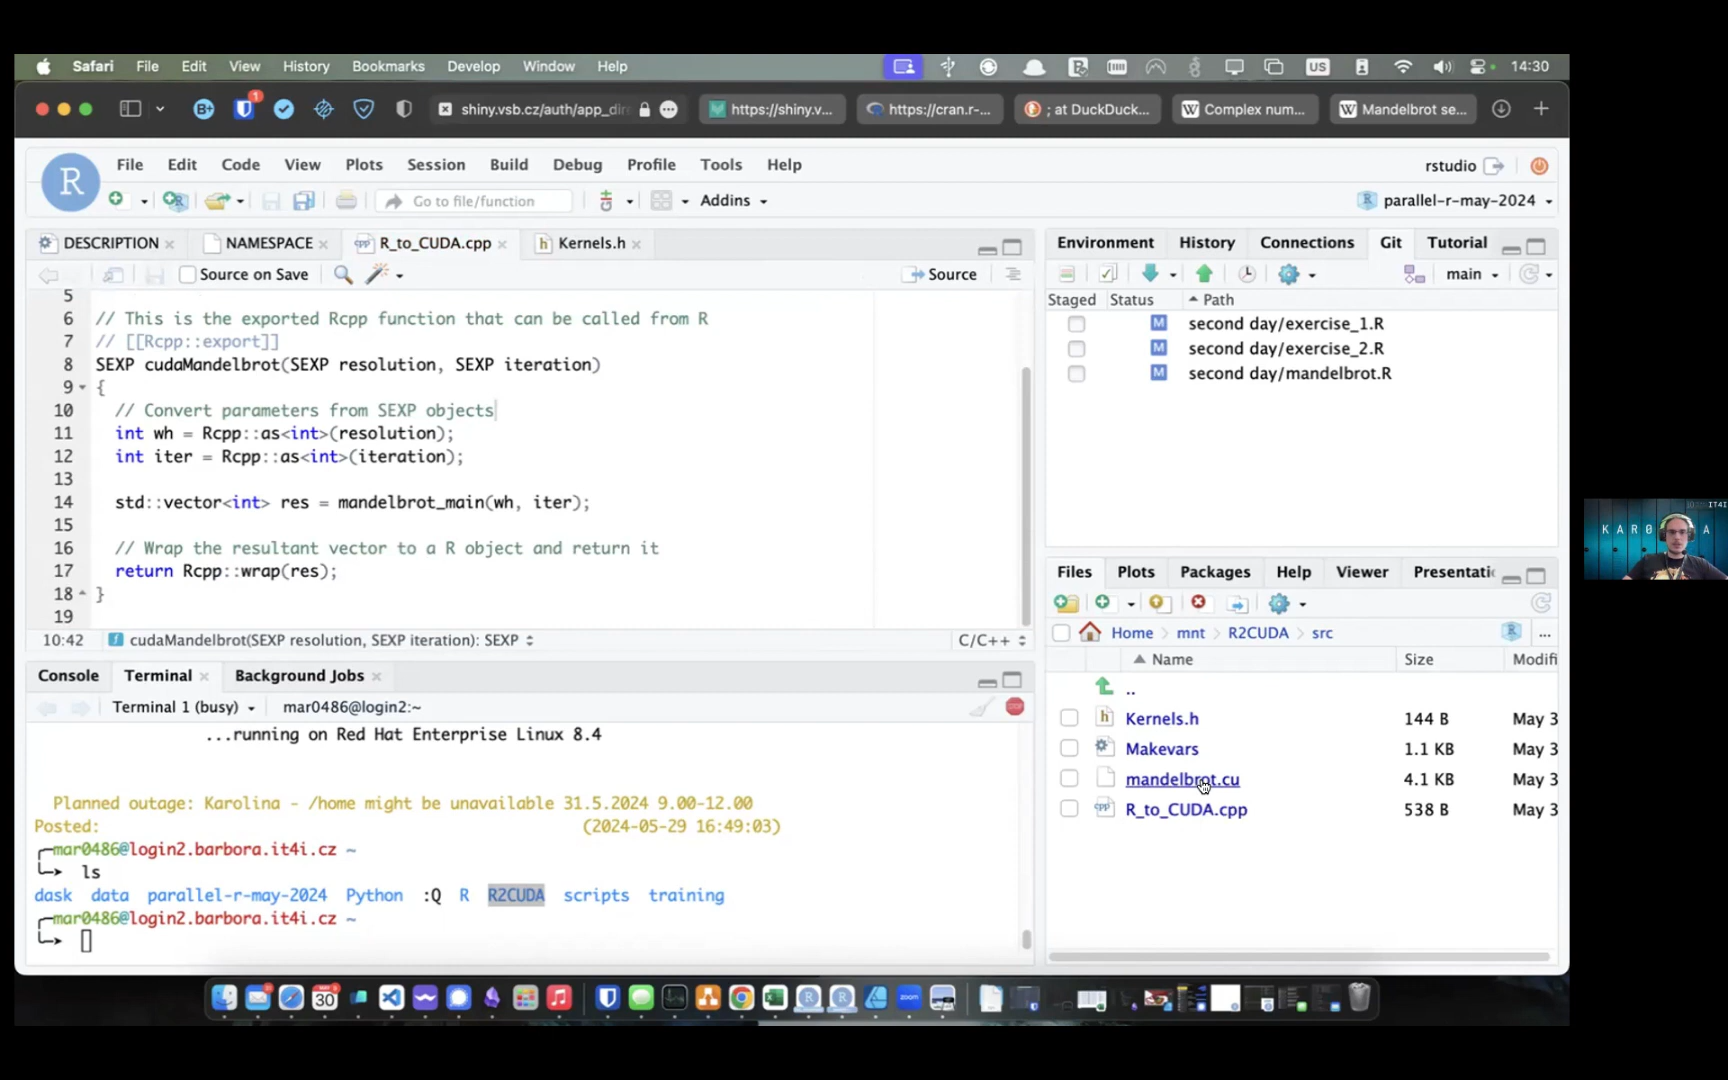 Safari File Edit View History Bookmarks Develop Window Help US 14:30
B+ 1 shiny.vsb.cz/auth/app_dir https://shiny.v... https://cran.r-... ; at DuckDuck... W Complex num... W Mandelbrot se...
R File Edit Code View Plots Session Build Debug Profile Tools Help rstudio
Go to file/function Addins parallel-r-may-2024
DESCRIPTION NAMESPACE R_to_CUDA.cpp Kernels.h
Source on Save Source
5
6 // This is the exported Rcpp function that can be called from R
7 // [[Rcpp::export]]
8 SEXP cudaMandelbrot(SEXP resolution, SEXP iteration)
9 {
10 // Convert parameters from SEXP objects
11 int wh = Rcpp::as<int>(resolution);
12 int iter = Rcpp::as<int>(iteration);
13
14 std::vector<int> res = mandelbrot_main(wh, iter);
15
16 // Wrap the resultant vector to a R object and return it
17 return Rcpp::wrap(res);
18 }
19
10:42 cudaMandelbrot(SEXP resolution, SEXP iteration): SEXP C/C++
Console Terminal Background Jobs
Terminal 1 (busy) mar0486@login2:~
...running on Red Hat Enterprise Linux 8.4
Planned outage: Karolina - /home might be unavailable 31.5.2024 9.00-12.00
Posted: (2024-05-29 16:49:03)
mar0486@login2.barbora.it4i.cz ~
ls
dask data parallel-r-may-2024 Python :Q R R2CUDA scripts training
mar0486@login2.barbora.it4i.cz ~
Environment History Connections Git Tutorial
main
Staged Status Path
M second day/exercise_1.R
M second day/exercise_2.R
M second day/mandelbrot.R
Files Plots Packages Help Viewer Presentatio
Home mnt R2CUDA src ...
Name Size Modifi
..
Kernels.h 144 B May 3
Makevars 1.1 KB May 3
mandelbrot.cu 4.1 KB May 3
R_to_CUDA.cpp 538 B May 3
30 zoom
IT4I
KAR0 A